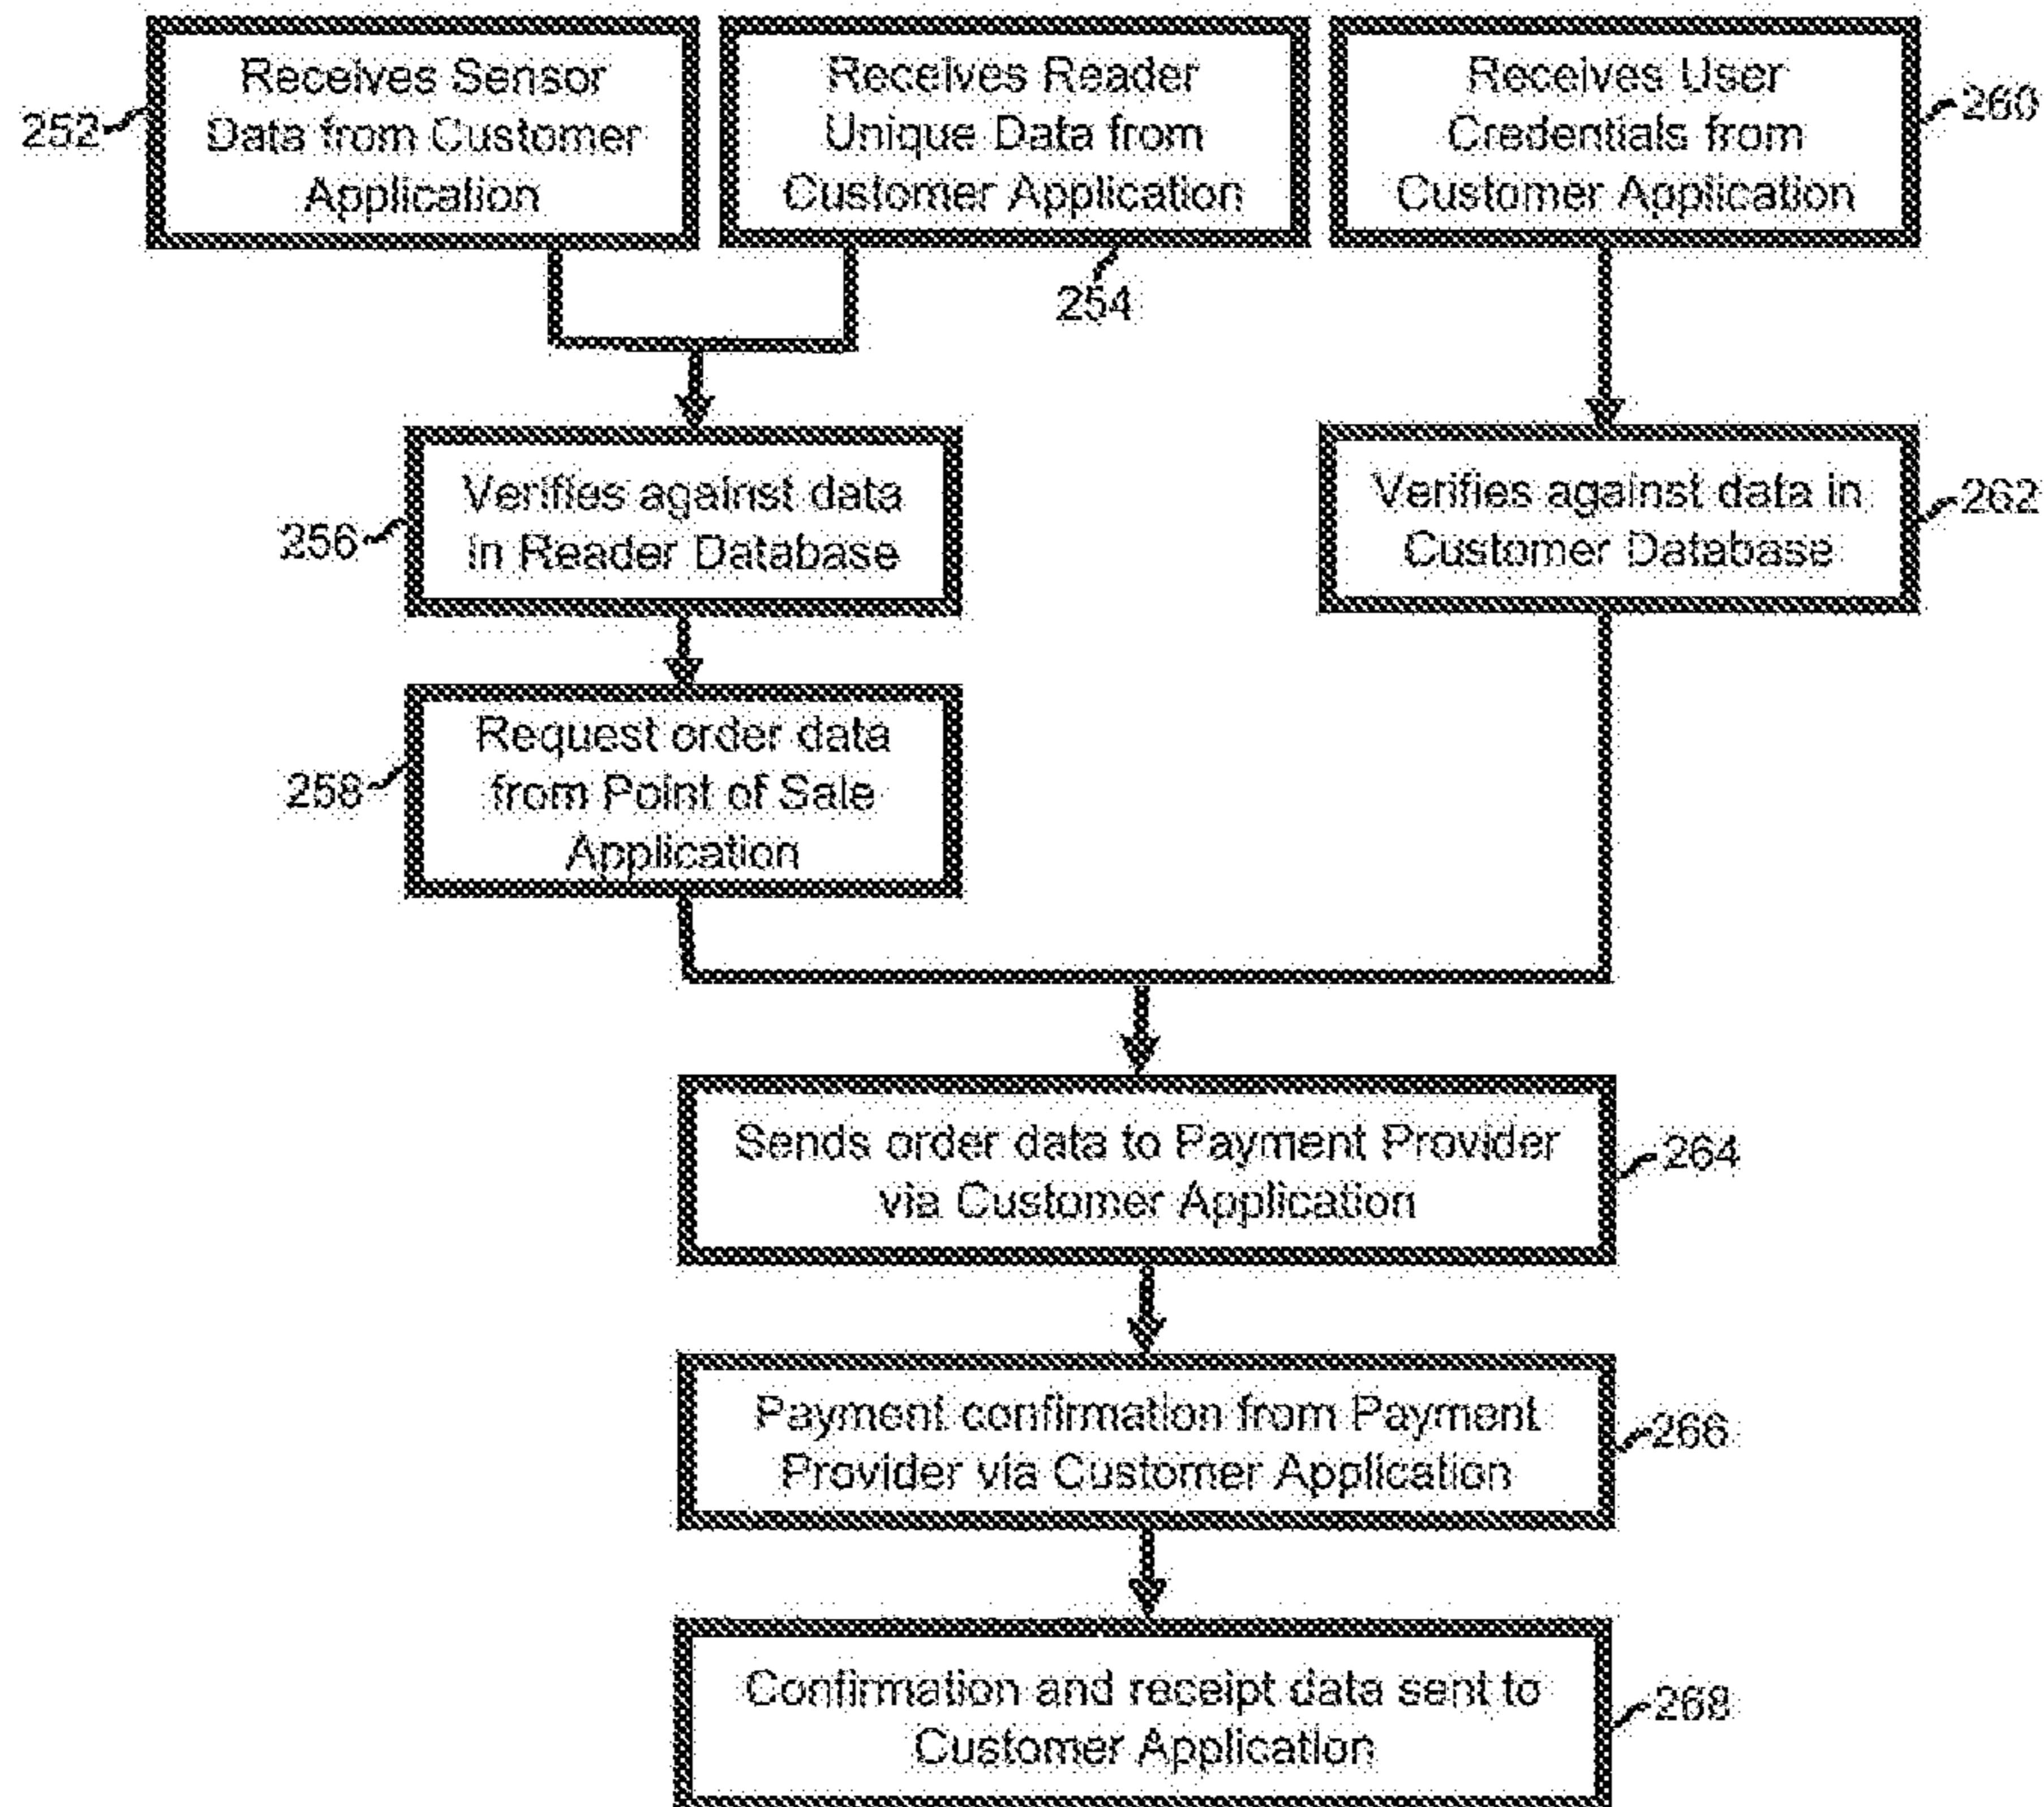 252
Receives Sensor
Data from Customer
Application
Receives Reader
Unique Data from
Customer Application
254
Receives User
Credentials from
Customer Application
260
256
Verifies against data
in Reader Database
Verifies against data in
Customer Database
262
258
Request order data
from Point of Sale
Application
Sends order data to Payment Provider
via Customer Application
264
Payment confirmation from Payment
Provider via Customer Application
266
Confirmation and receipt data sent to
Customer Application
268